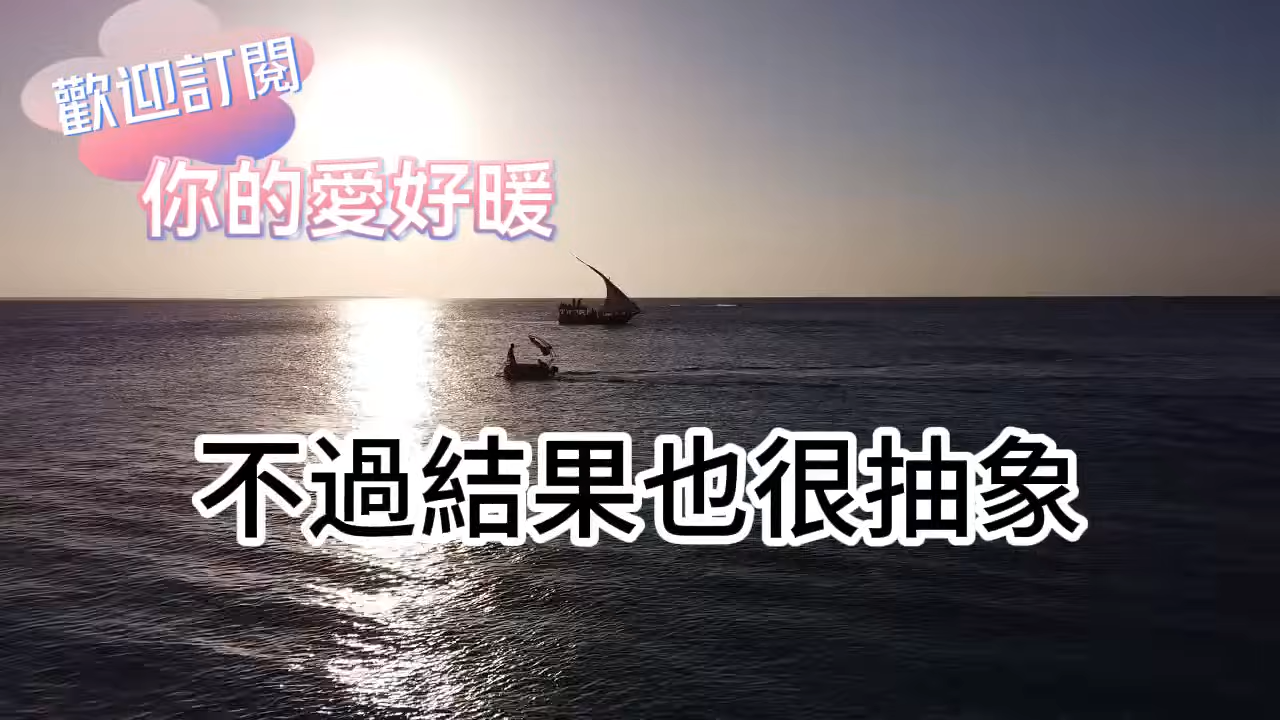 歡迎訂閱
你的愛好暖
不過結果也很抽象